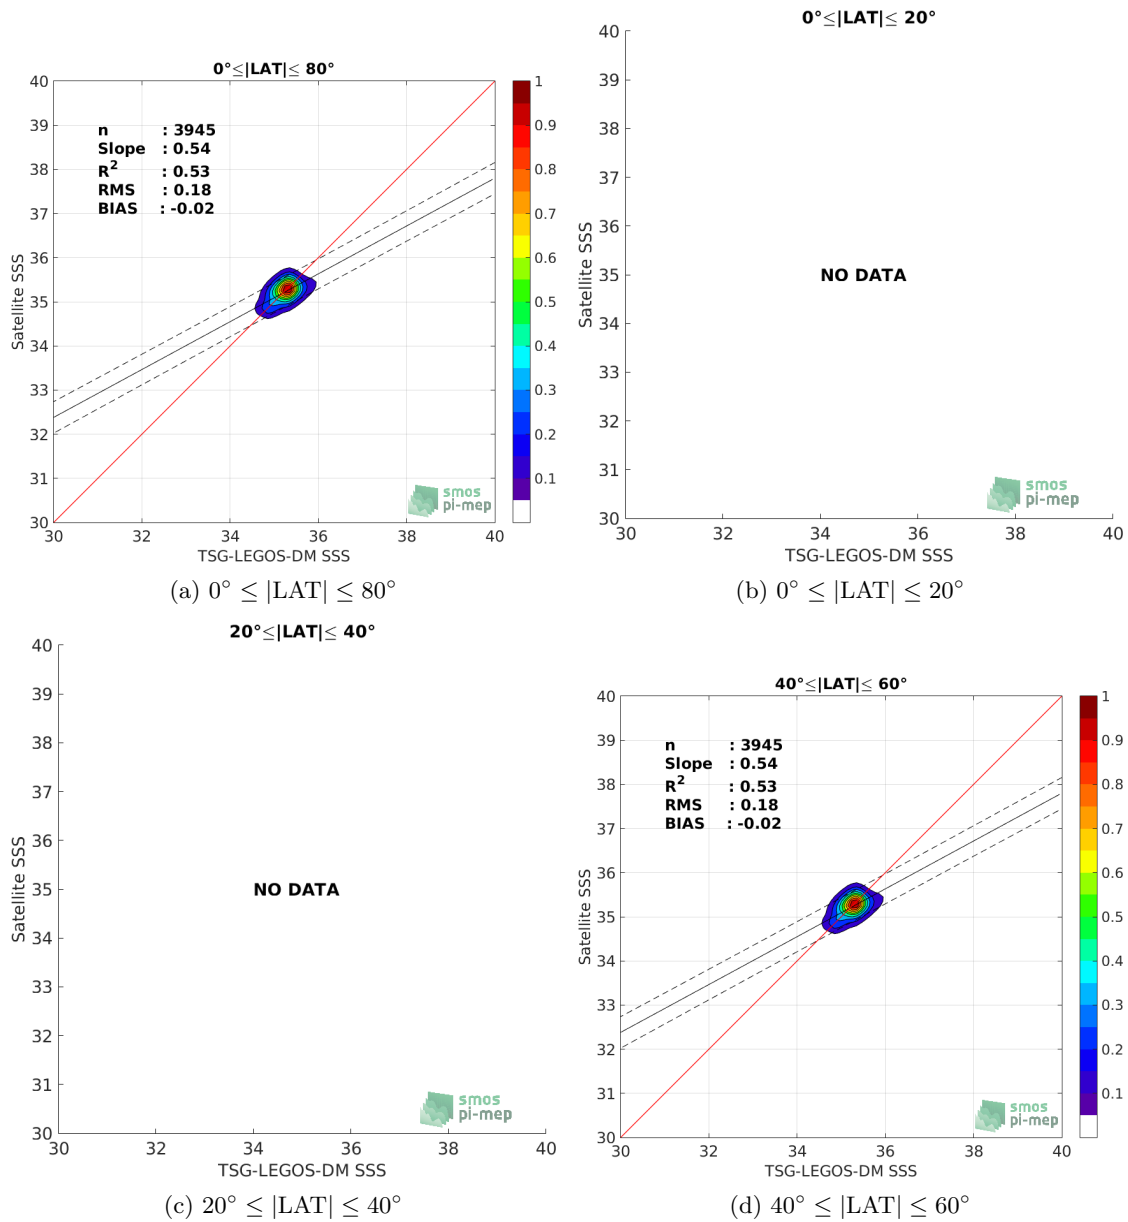 0°≤|LAT|≤ 80°
40
39
38
37
36
35
34
33
32
31
30
n : 3945
Slope : 0.54
R² : 0.53
RMS : 0.18
BIAS : -0.02
1
0.9
0.8
0.7
0.6
0.5
0.4
0.3
0.2
0.1
Satellite SSS
smos
pi-mep
30 32 34 36 38 40
TSG-LEGOS-DM SSS
(a) 0° ≤ |LAT| ≤ 80°
0°≤|LAT|≤ 20°
40
39
38
37
36
35
34
33
32
31
30
Satellite SSS
NO DATA
smos
pi-mep
30 32 34 36 38 40
TSG-LEGOS-DM SSS
(b) 0° ≤ |LAT| ≤ 20°
20°≤|LAT|≤ 40°
40
39
38
37
36
35
34
33
32
31
30
Satellite SSS
NO DATA
smos
pi-mep
30 32 34 36 38 40
TSG-LEGOS-DM SSS
(c) 20° ≤ |LAT| ≤ 40°
40°≤|LAT|≤ 60°
40
39
38
37
36
35
34
33
32
31
30
n : 3945
Slope : 0.54
R² : 0.53
RMS : 0.18
BIAS : -0.02
1
0.9
0.8
0.7
0.6
0.5
0.4
0.3
0.2
0.1
Satellite SSS
smos
pi-mep
30 32 34 36 38 40
TSG-LEGOS-DM SSS
(d) 40° ≤ |LAT| ≤ 60°